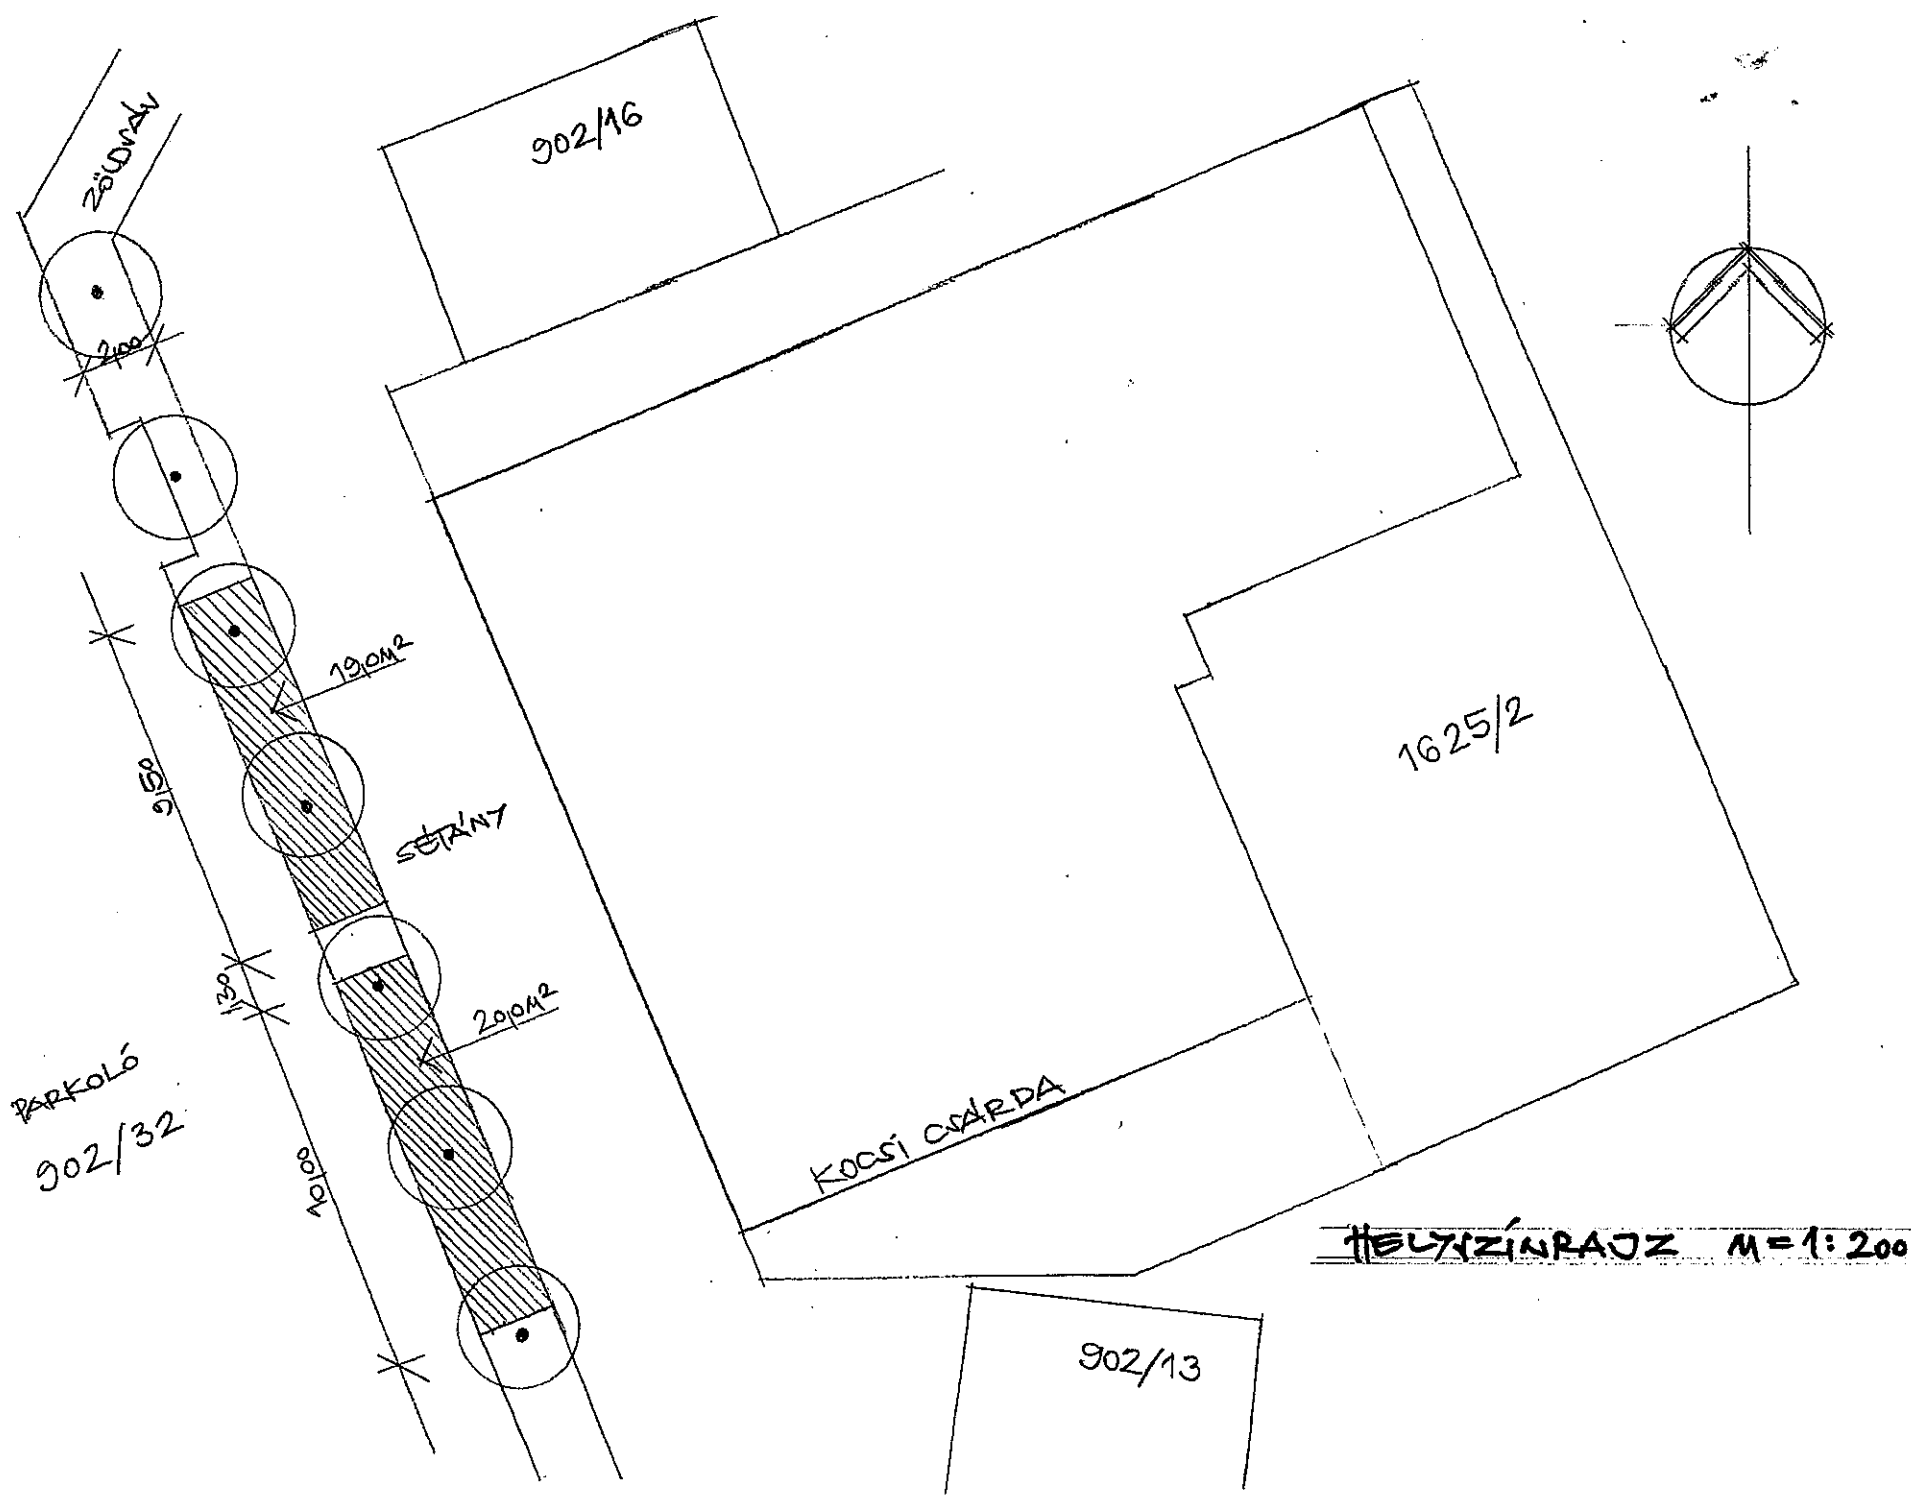 ZÖLDSÁV
902/16
2,00
19,0M²
9,50
SÉTÁNY
1625/2
1,30
20,0M²
PARKOLÓ
902/32
10,00
KOCSI CSÁRDA
HELYSZÍNRAJZ M=1:200
902/13